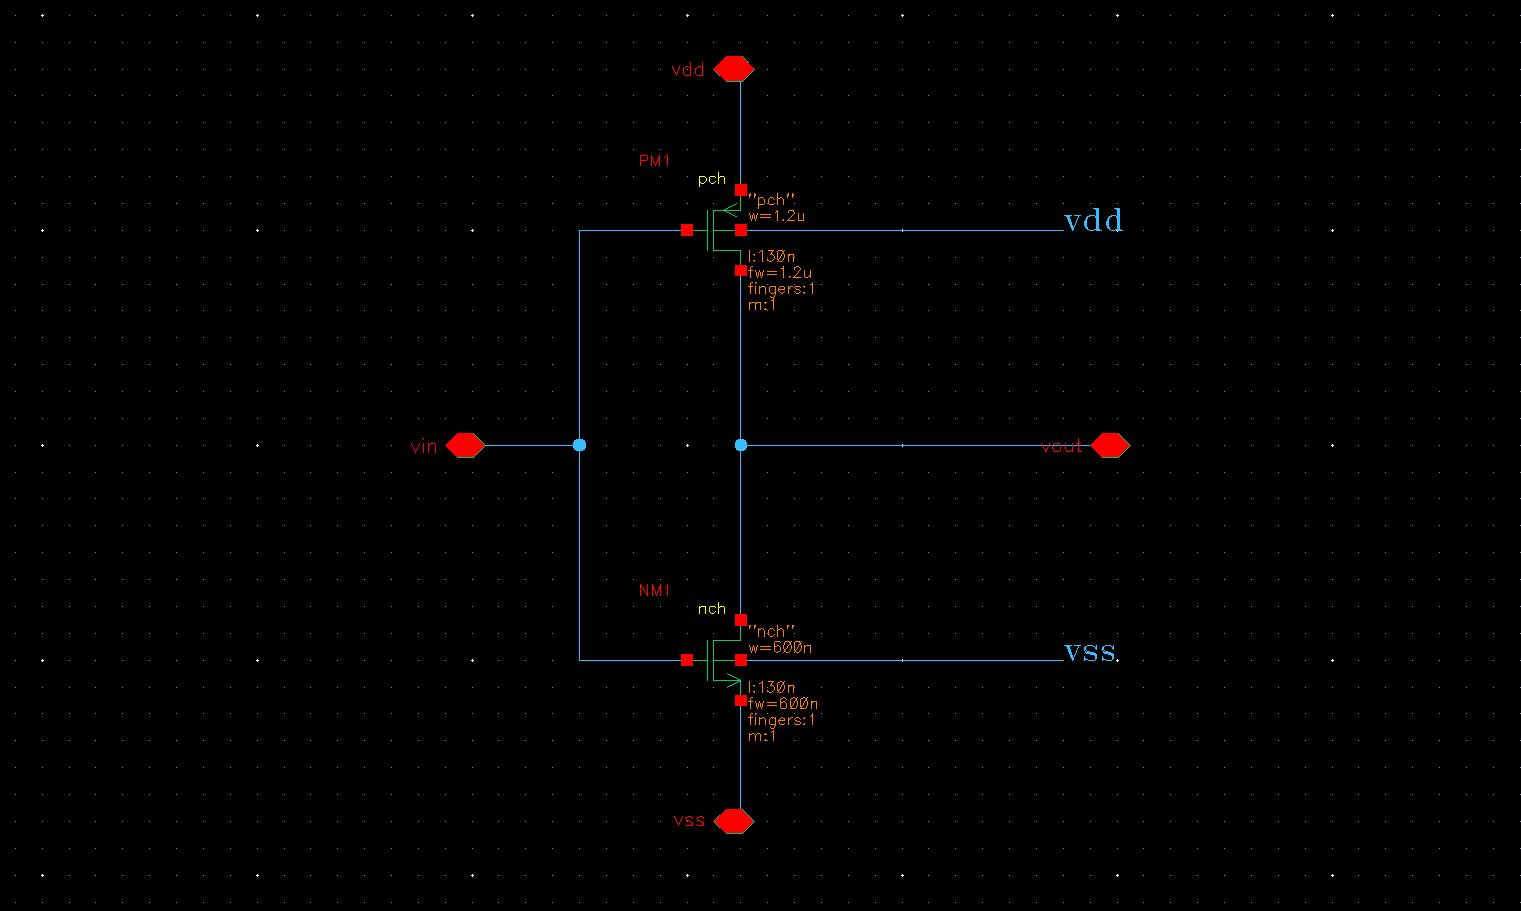 vdd
PM1
pch
"pch"
w=1.2u
vdd
l:130n
fw=1.2u
fingers:1
m:1
vin
vout
NM1
nch
"nch"
w=600n
vss
l:130n
fw=600n
fingers:1
m:1
vss